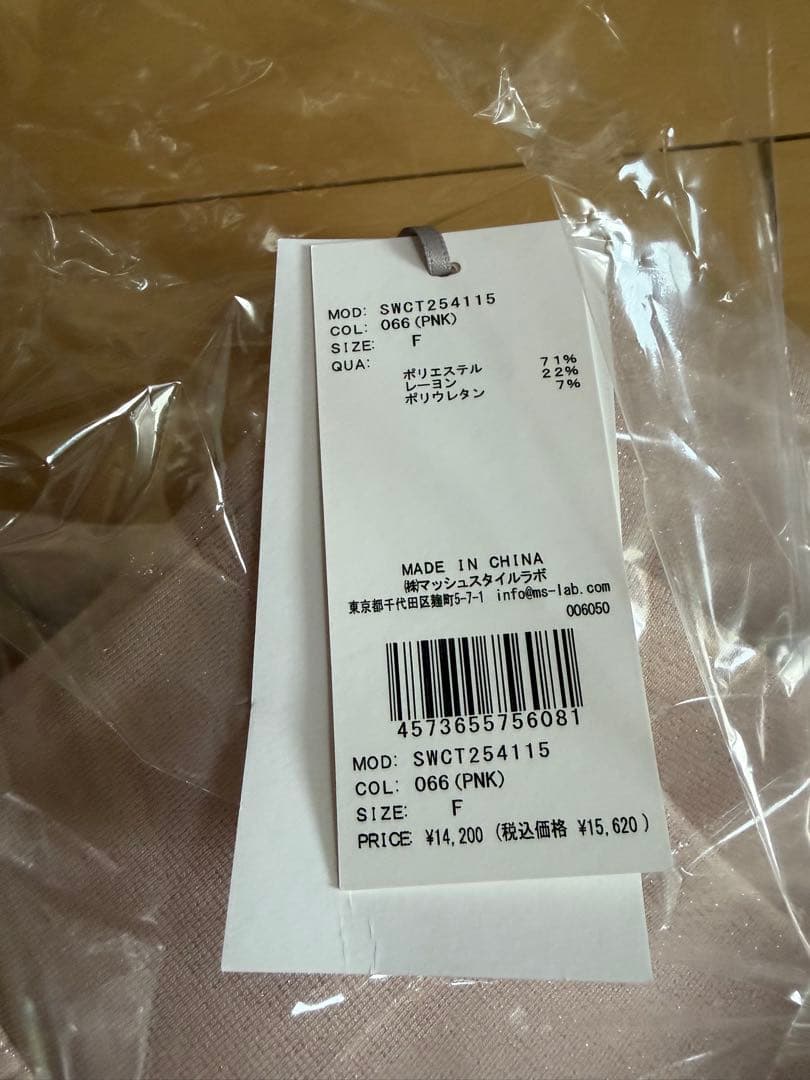 MOD: SWCT254115
COL: 066(PNK)
SIZE: F
QUA:
ポリエステル 71%
レーヨン 22%
ポリウレタン 7%
MADE IN CHINA
㈱マッシュスタイルラボ
東京都千代田区麹町5-7-1 info@ms-lab.com
006050
4573655756081
MOD: SWCT254115
COL: 066(PNK)
SIZE: F
PRICE: ¥14,200 (税込価格 ¥15,620)